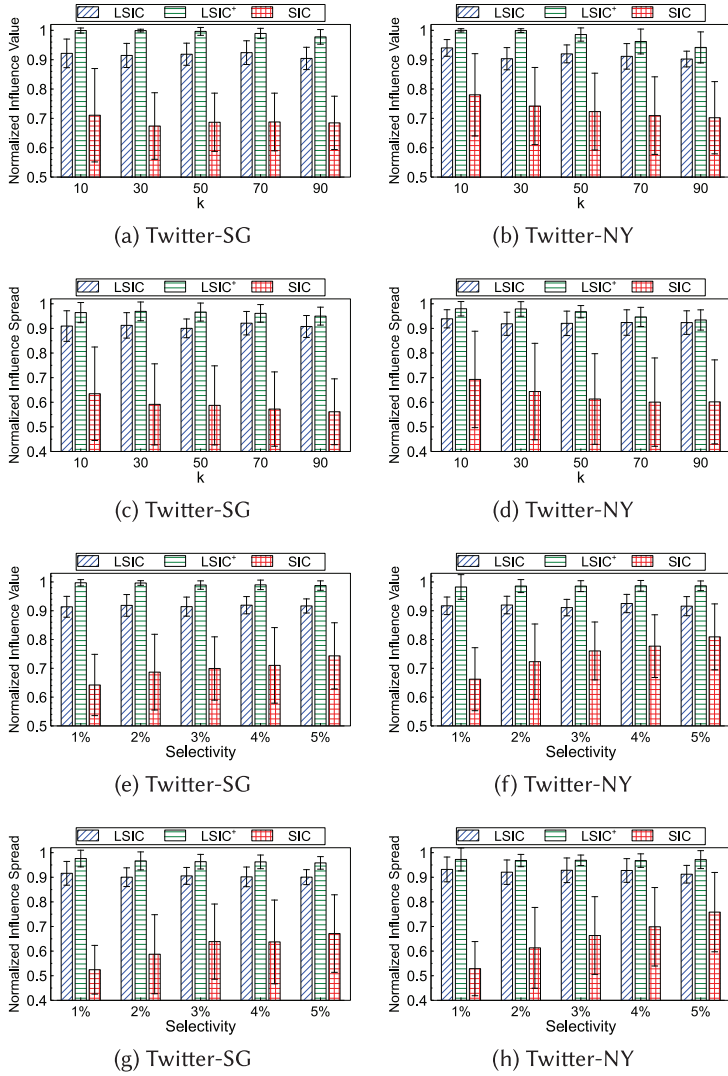 LSIC LSIC⁺ SIC
Normalized Influence Value
1
0.9
0.8
0.7
0.6
0.5
10 30 50 70 90
k
(a) Twitter-SG
LSIC LSIC⁺ SIC
Normalized Influence Value
1
0.9
0.8
0.7
0.6
0.5
10 30 50 70 90
k
(b) Twitter-NY
LSIC LSIC⁺ SIC
Normalized Influence Spread
1
0.9
0.8
0.7
0.6
0.5
0.4
10 30 50 70 90
k
(c) Twitter-SG
LSIC LSIC⁺ SIC
Normalized Influence Spread
1
0.9
0.8
0.7
0.6
0.5
0.4
10 30 50 70 90
k
(d) Twitter-NY
LSIC LSIC⁺ SIC
Normalized Influence Value
1
0.9
0.8
0.7
0.6
0.5
1% 2% 3% 4% 5%
Selectivity
(e) Twitter-SG
LSIC LSIC⁺ SIC
Normalized Influence Value
1
0.9
0.8
0.7
0.6
0.5
1% 2% 3% 4% 5%
Selectivity
(f) Twitter-NY
LSIC LSIC⁺ SIC
Normalized Influence Spread
1
0.9
0.8
0.7
0.6
0.5
0.4
1% 2% 3% 4% 5%
Selectivity
(g) Twitter-SG
LSIC LSIC⁺ SIC
Normalized Influence Spread
1
0.9
0.8
0.7
0.6
0.5
0.4
1% 2% 3% 4% 5%
Selectivity
(h) Twitter-NY